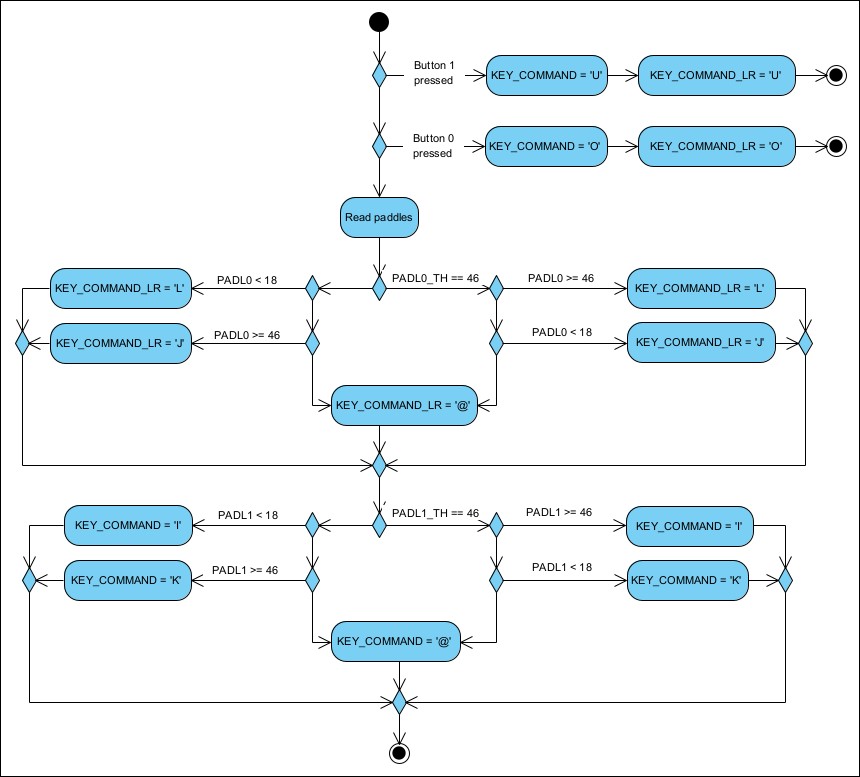 Button 1
pressed
KEY_COMMAND = 'U'
KEY_COMMAND_LR = 'U'
Button 0
pressed
KEY_COMMAND = 'O'
KEY_COMMAND_LR = 'O'
Read paddles
KEY_COMMAND_LR = 'L'
PADL0 < 18
PADL0_TH == 46
PADL0 >= 46
KEY_COMMAND_LR = 'L'
KEY_COMMAND_LR = 'J'
PADL0 >= 46
PADL0 < 18
KEY_COMMAND_LR = 'J'
KEY_COMMAND_LR = '@'
KEY_COMMAND = 'I'
PADL1 < 18
PADL1_TH == 46
PADL1 >= 46
KEY_COMMAND = 'I'
KEY_COMMAND = 'K'
PADL1 >= 46
PADL1 < 18
KEY_COMMAND = 'K'
KEY_COMMAND = '@'